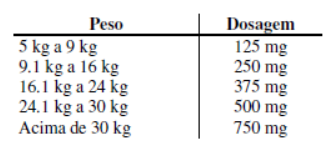 Peso Dosagem
5 kg a 9 kg 125 mg
9.1 kg a 16 kg 250 mg
16.1 kg a 24 kg 375 mg
24.1 kg a 30 kg 500 mg
Acima de 30 kg 750 mg